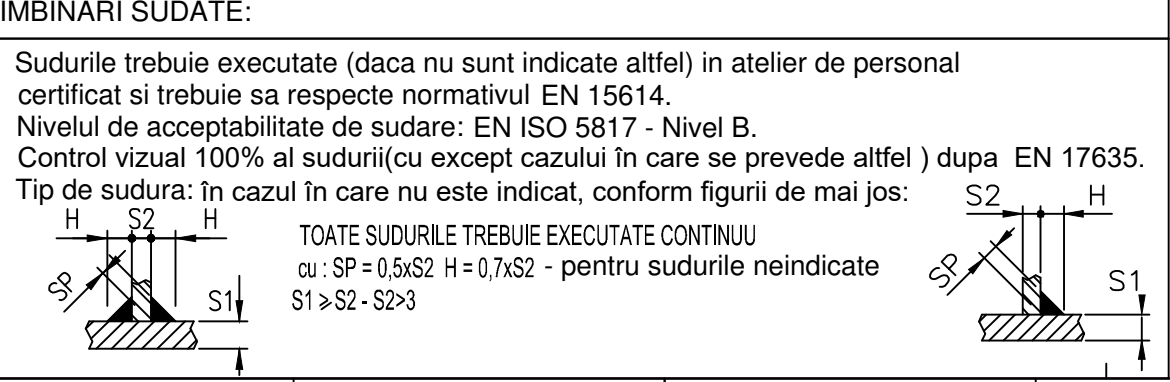 IMBINARI SUDATE:
Sudurile trebuie executate (daca nu sunt indicate altfel) in atelier de personal
certificat si trebuie sa respecte normativul EN 15614.
Nivelul de acceptabilitate de sudare: EN ISO 5817 - Nivel B.
Control vizual 100% al sudurii(cu except cazului în care se prevede altfel ) dupa EN 17635.
Tip de sudura: în cazul în care nu este indicat, conform figurii de mai jos:
H S2 H
SP
S1
TOATE SUDURILE TREBUIE EXECUTATE CONTINUU
cu : SP = 0,5xS2 H = 0,7xS2 - pentru sudurile neindicate
S1 ⩾ S2 - S2>3
S2 H
SP
S1